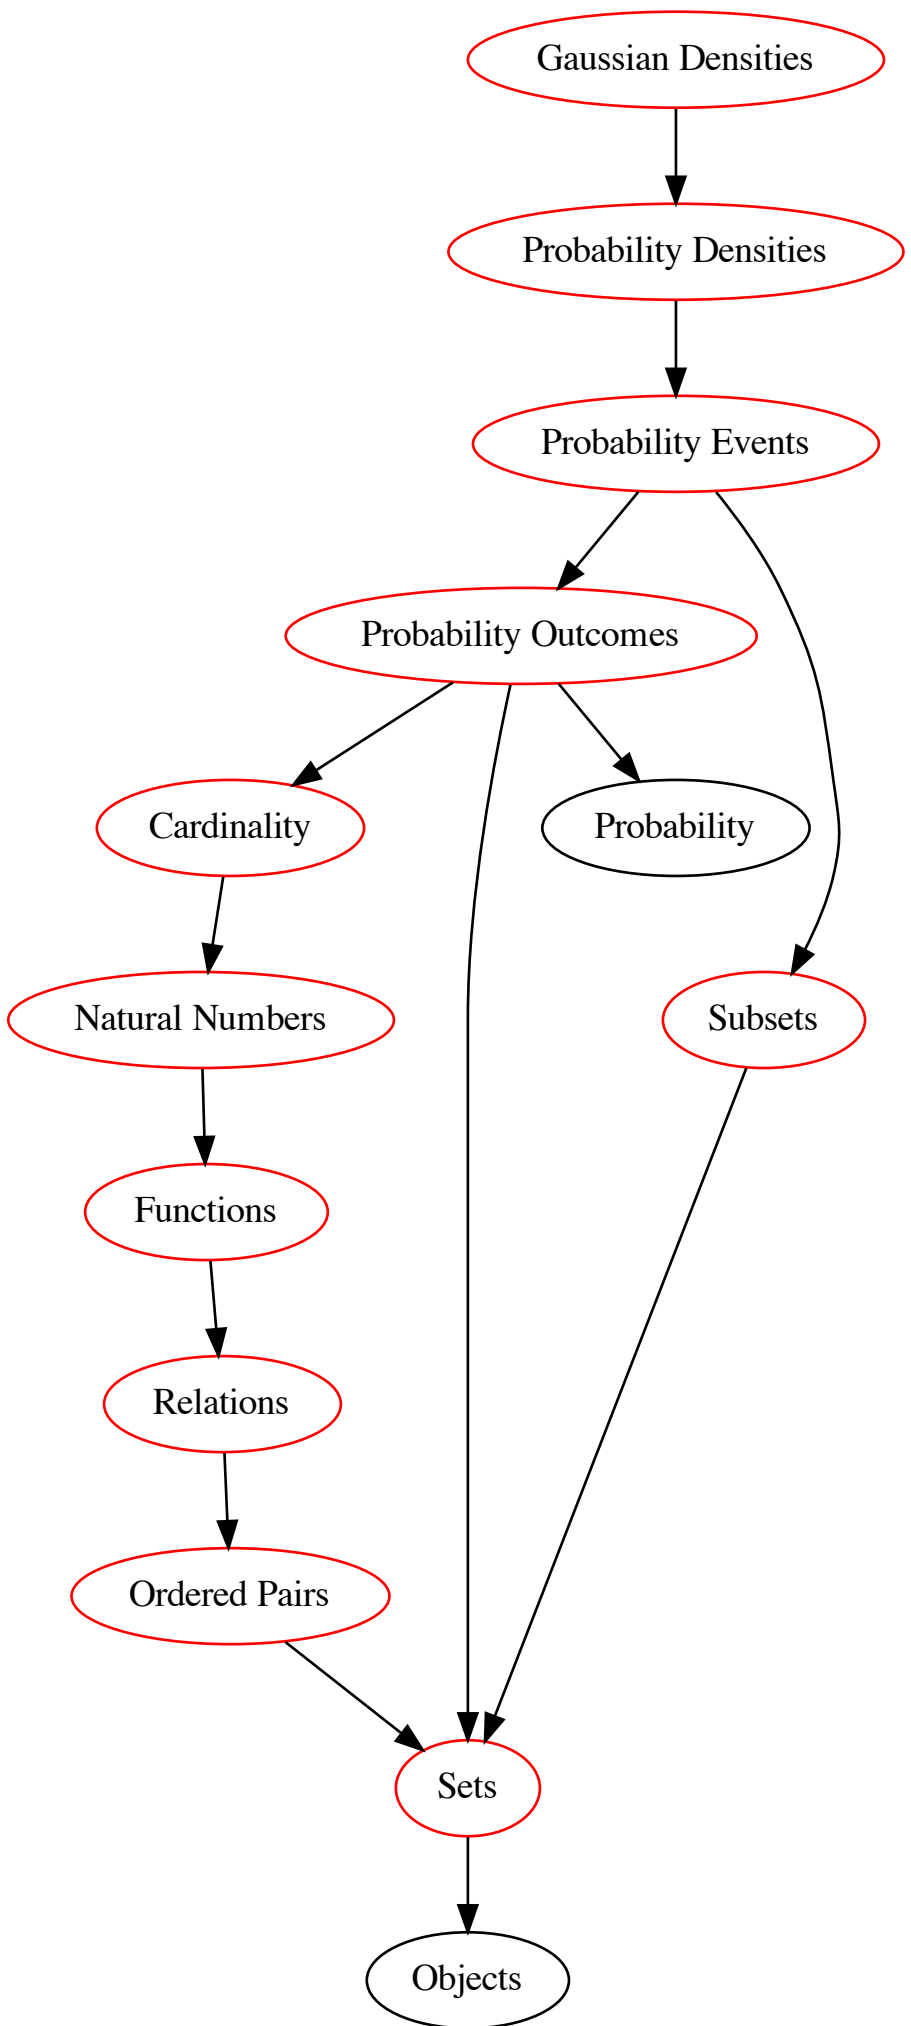 Gaussian Densities
Probability Densities
Probability Events
Probability Outcomes
Cardinality
Probability
Natural Numbers
Subsets
Functions
Relations
Ordered Pairs
Sets
Objects